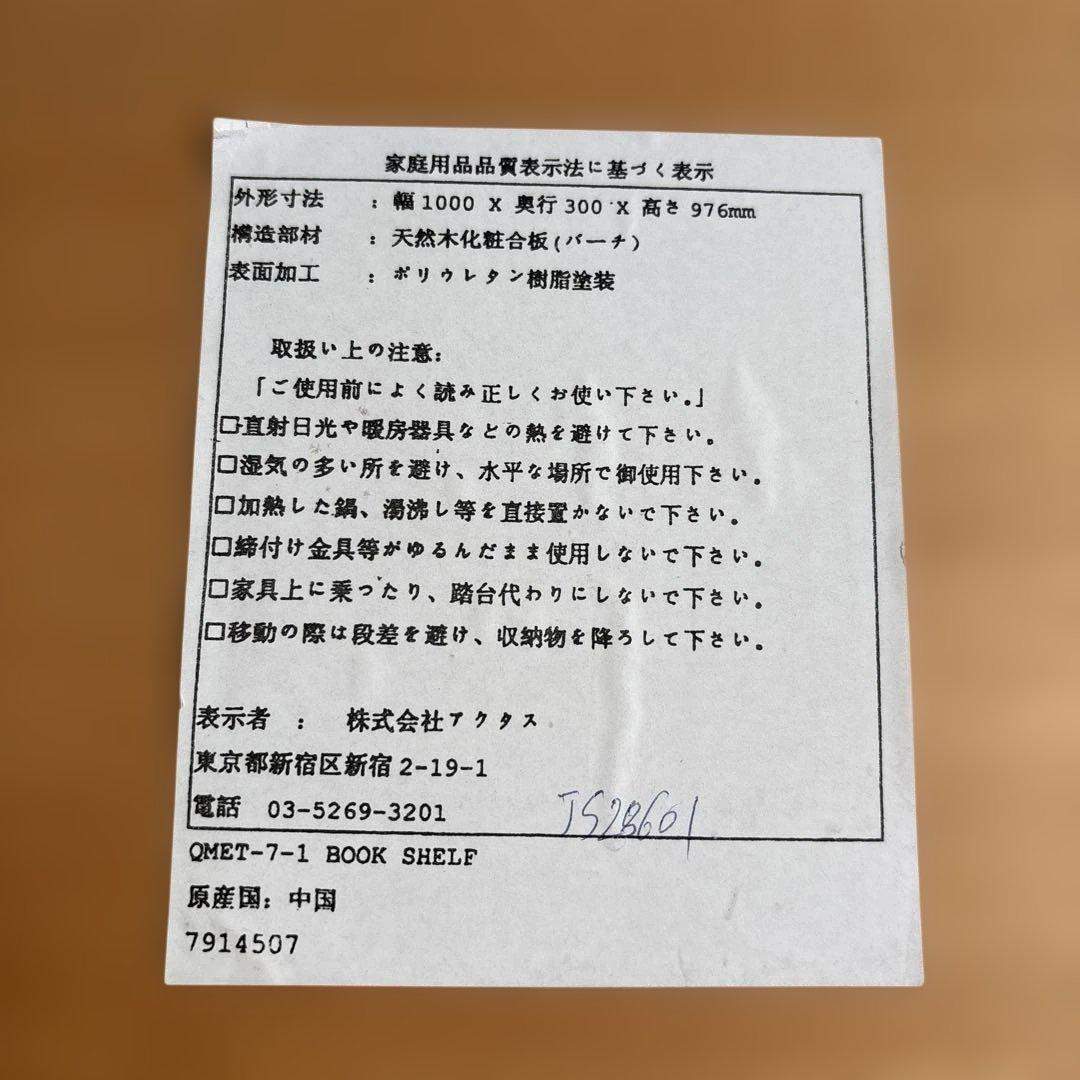 家庭用品品質表示法に基づく表示
外形寸法 : 幅1000 X 奥行300 X 高さ976mm
構造部材 : 天然木化粧合板(バーチ)
表面加工 : ポリウレタン樹脂塗装
取扱い上の注意:
「ご使用前によく読み正しくお使い下さい。」
□直射日光や暖房器具などの熱を避けて下さい。
□湿気の多い所を避け、水平な場所で御使用下さい。
□加熱した鍋、湯沸し等を直接置かないで下さい。
□締付け金具等がゆるんだまま使用しないで下さい。
□家具上に乗ったり、踏台代わりにしないで下さい。
□移動の際は段差を避け、収納物を降ろして下さい。
表示者 : 株式会社アクタス
東京都新宿区新宿2-19-1
電話 03-5269-3201
QMET-7-1 BOOK SHELF
原産国: 中国
7914507